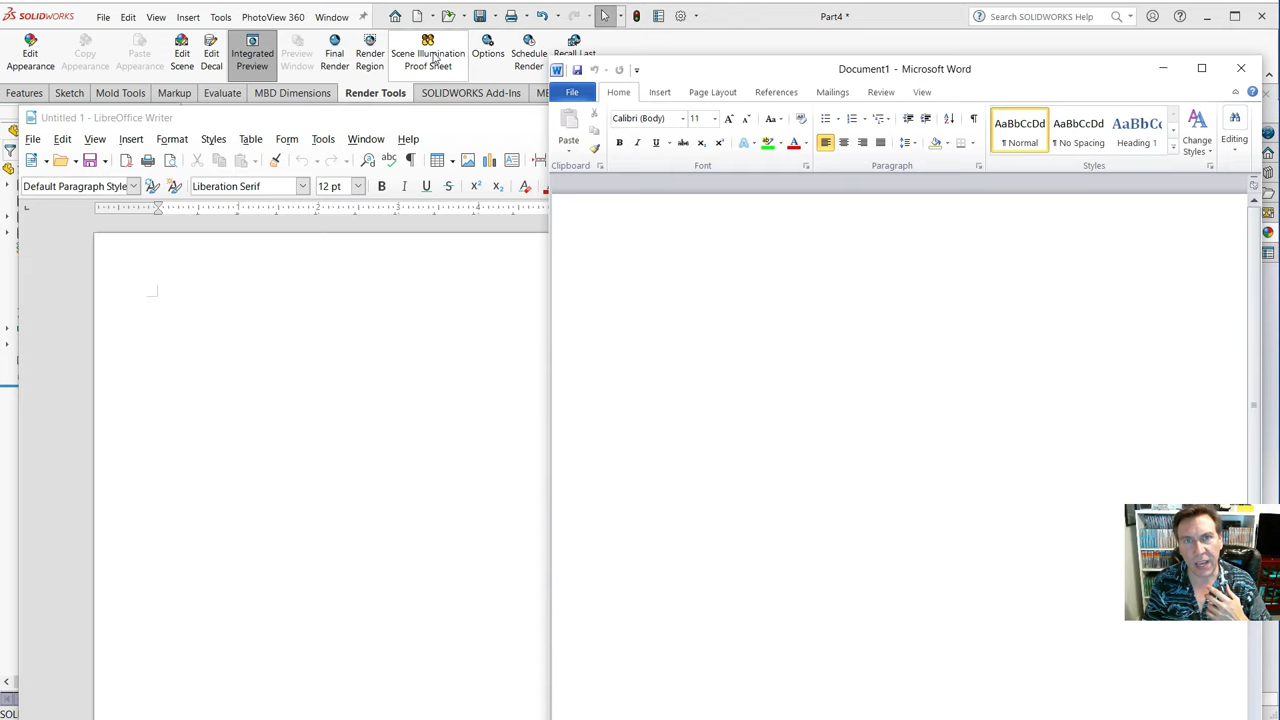 SOLIDWORKS File Edit View Insert Tools PhotoView 360 Window
Part4 *
Search SOLIDWORKS Help
Edit Appearance
Copy Appearance
Paste Appearance
Edit Scene
Edit Decal
Integrated Preview
Preview Window
Final Render
Render Region
Scene Illumination Proof Sheet
Options
Schedule Render
Recall Last
Features Sketch Mold Tools Markup Evaluate MBD Dimensions Render Tools SOLIDWORKS Add-Ins
Untitled 1 - LibreOffice Writer
File Edit View Insert Format Styles Table Form Tools Window Help
Default Paragraph Style Liberation Serif 12 pt
1 2 3 4
Document1 - Microsoft Word
File Home Insert Page Layout References Mailings Review View
Paste
Clipboard
Calibri (Body) 11
Font
Paragraph
AaBbCcDd AaBbCcDd AaBbCc
¶ Normal ¶ No Spacing Heading 1
Styles
Change Styles
Editing